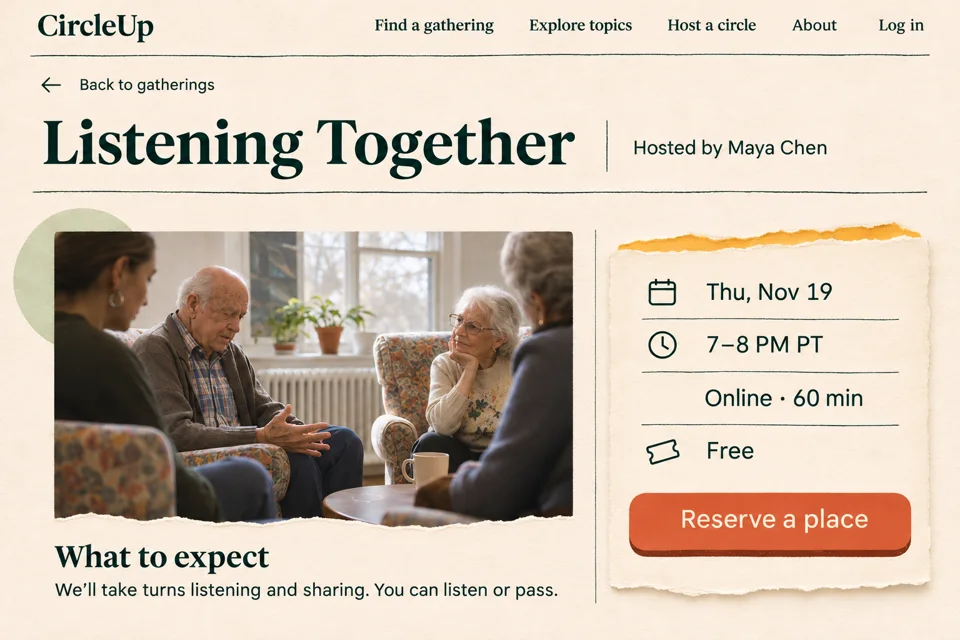 CircleUp
Find a gathering
Explore topics
Host a circle
About
Log in
← Back to gatherings
Listening Together
Hosted by Maya Chen
Thu, Nov 19
7–8 PM PT
Online · 60 min
Free
Reserve a place
What to expect
We’ll take turns listening and sharing. You can listen or pass.